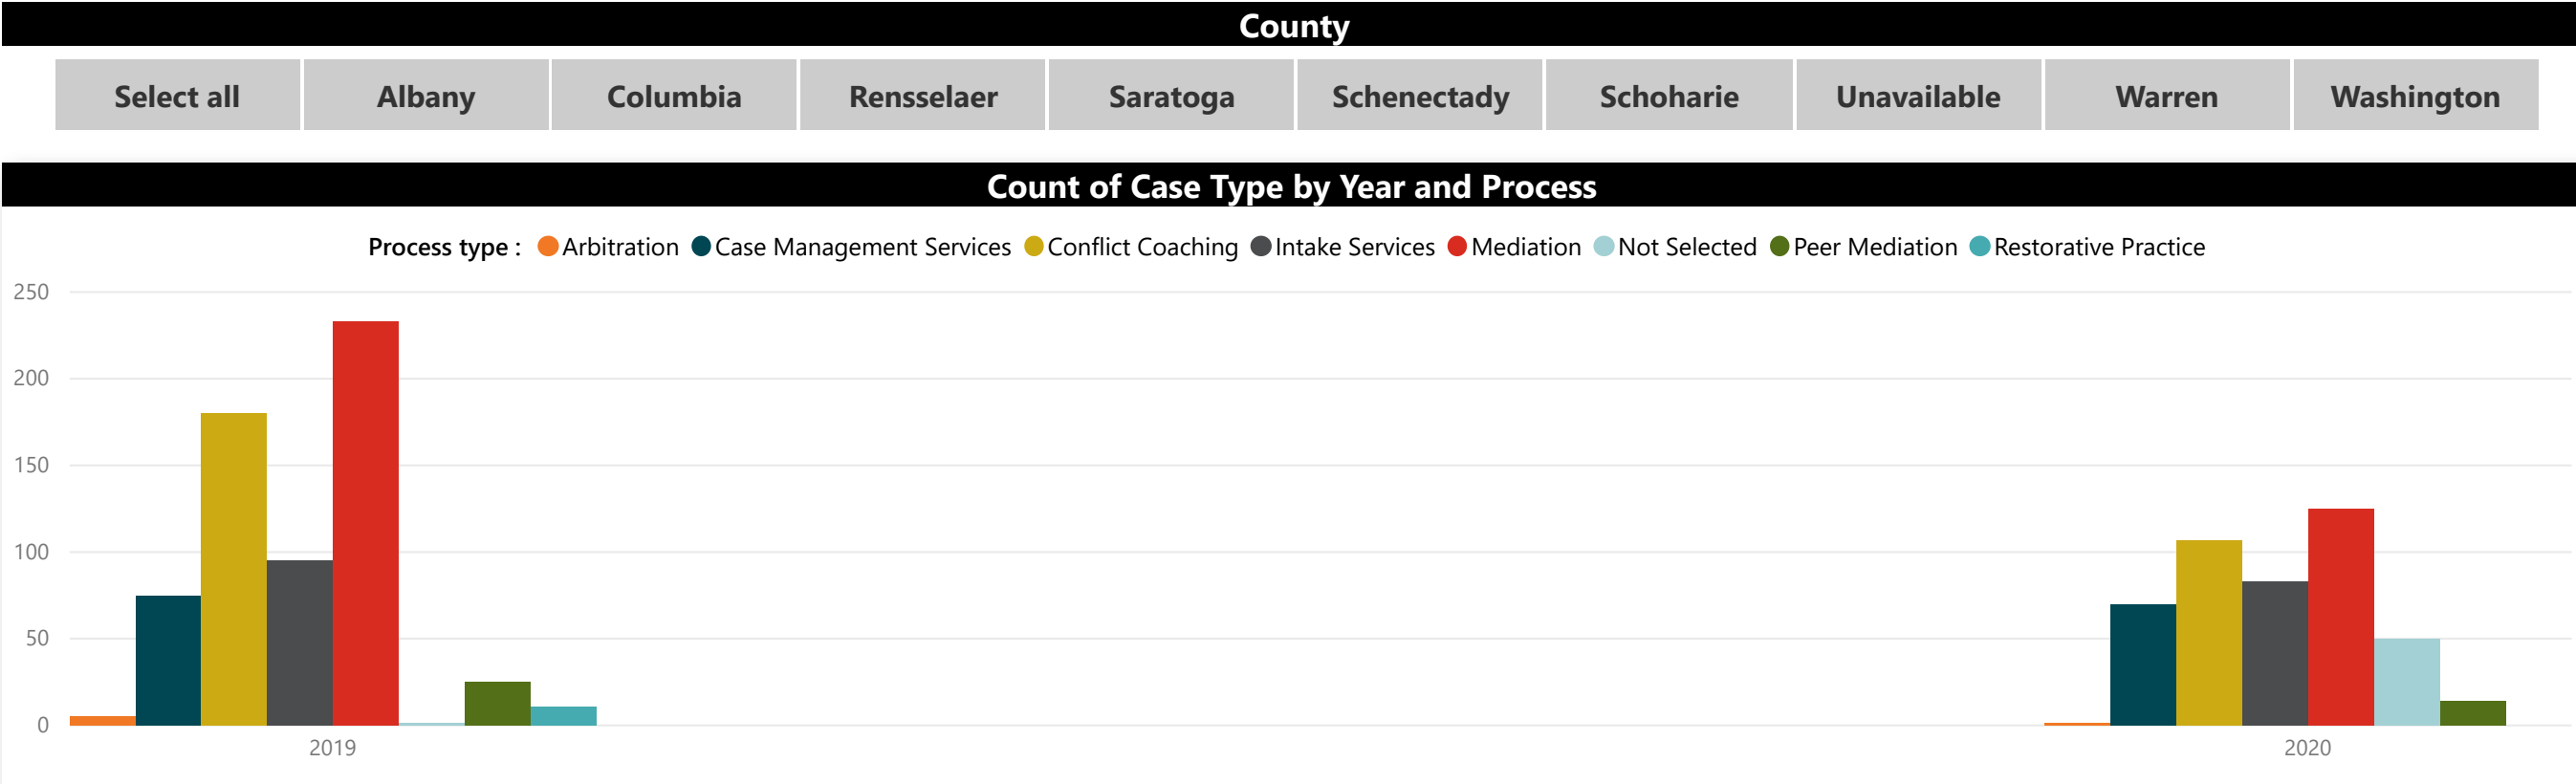 County
Select all Albany Columbia Rensselaer Saratoga Schenectady Schoharie Unavailable Warren Washington
Count of Case Type by Year and Process
Process type : Arbitration Case Management Services Conflict Coaching Intake Services Mediation Not Selected Peer Mediation Restorative Practice
250
200
150
100
50
0
2019 2020